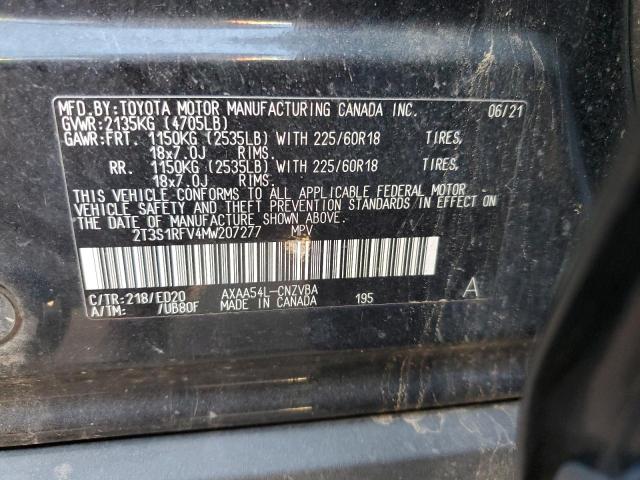 MFD.BY:TOYOTA MOTOR MANUFACTURING CANADA INC. 06/21
GVWR:2135KG (4705LB)
GAWR:FRT. 1150KG (2535LB) WITH 225/60R18 TIRES,
18x7.0J RIMS.
RR. 1150KG (2535LB) WITH 225/60R18 TIRES,
18x7.0J RIMS.
THIS VEHICLE CONFORMS TO ALL APPLICABLE FEDERAL MOTOR
VEHICLE SAFETY AND THEFT PREVENTION STANDARDS IN EFFECT ON
THE DATE OF MANUFACTURE SHOWN ABOVE.
2T3S1RFV4MW207277 MPV
C/TR:218/ED20 AXAA54L-CNZVBA 195 A
A/TM: /UB80F MADE IN CANADA